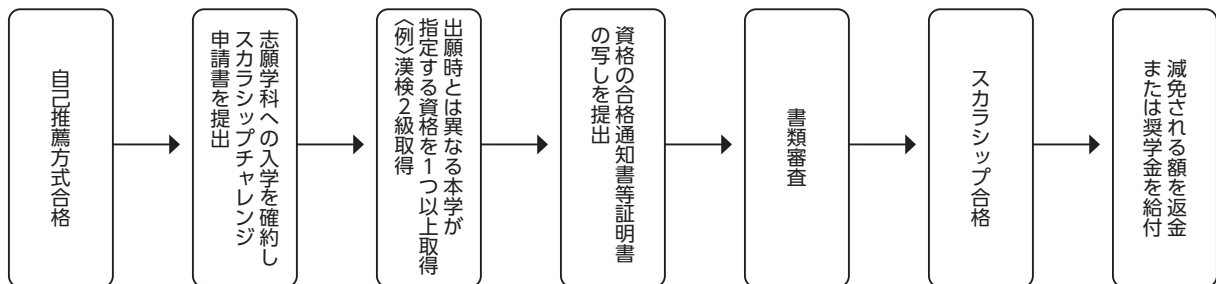 自己推薦方式合格
志願学科への入学を確約し
スカラシップチャレンジ
申請書を提出
出願時とは異なる本学が
指定する資格を1つ以上取得
〈例〉漢検2級取得
資格の合格通知書等証明書
の写しを提出
書類審査
スカラシップ合格
減免される額を返金
または奨学金を給付